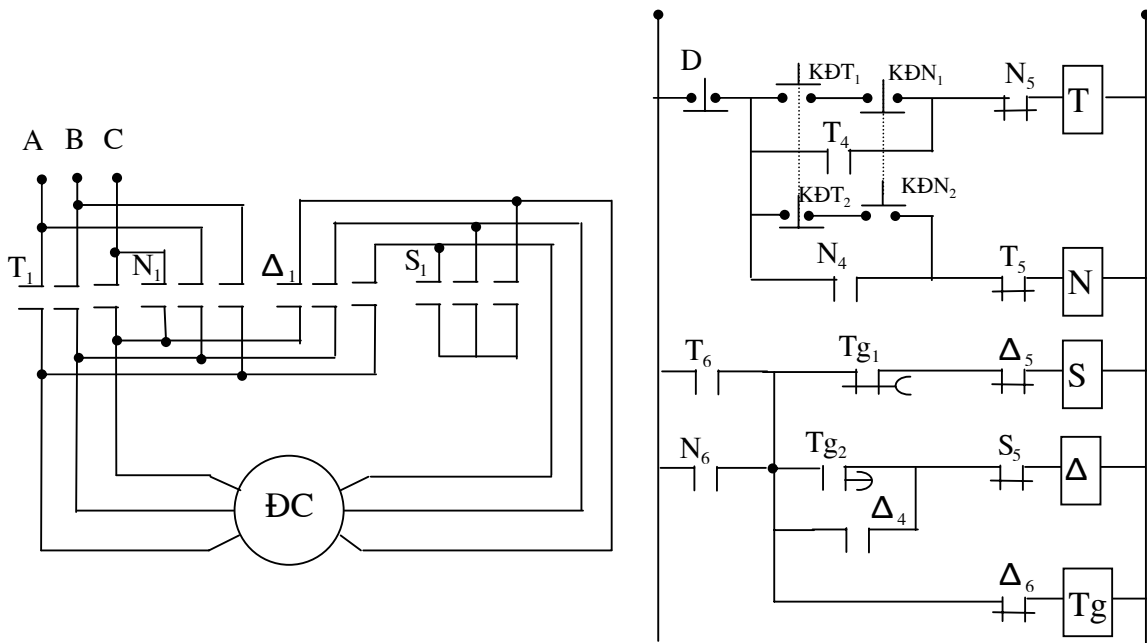 A B C
T1 N1 Δ1 S1
ĐC
D KĐT1 KĐN1 N5 T
T4
KĐT2 KĐN2
N4 T5 N
T6 Tg1 Δ5 S
N6 Tg2 S5 Δ
Δ4
Δ6 Tg